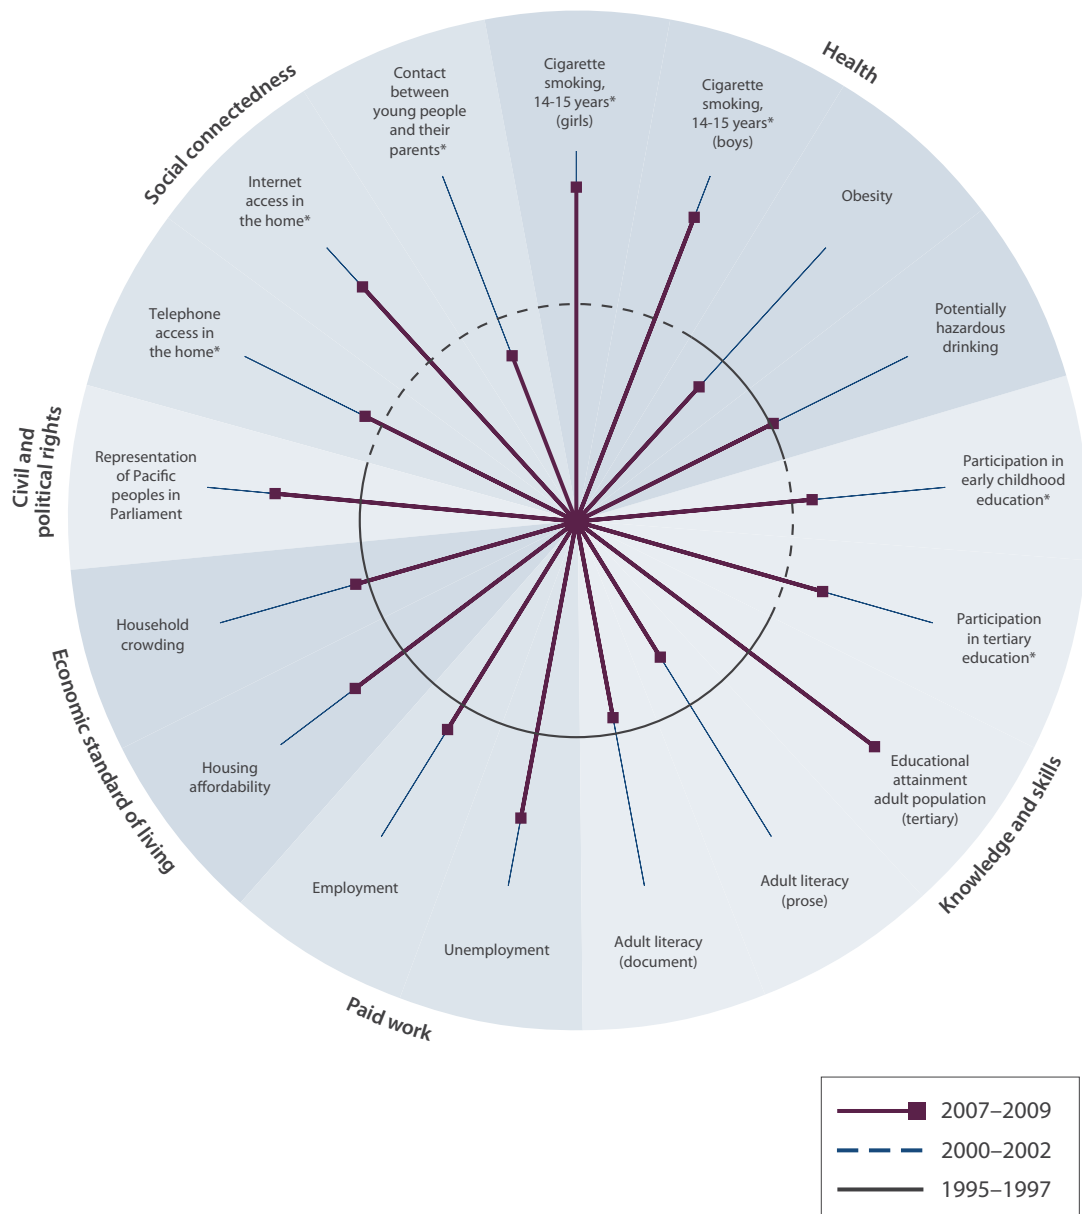 Social connectedness
Health
Contact
between
young people
and their
parents*
Cigarette
smoking,
14-15 years*
(girls)
Cigarette
smoking,
14-15 years*
(boys)
Internet
access in
the home*
Obesity
Telephone
access in
the home*
Potentially
hazardous
drinking
Civil and
political rights
Representation
of Pacific
peoples in
Parliament
Participation in
early childhood
education*
Household
crowding
Participation
in tertiary
education*
Economic standard of living
Housing
affordability
Educational
attainment
adult population
(tertiary)
Knowledge and skills
Employment
Adult literacy
(prose)
Unemployment
Adult literacy
(document)
Paid work
2007–2009
2000–2002
1995–1997